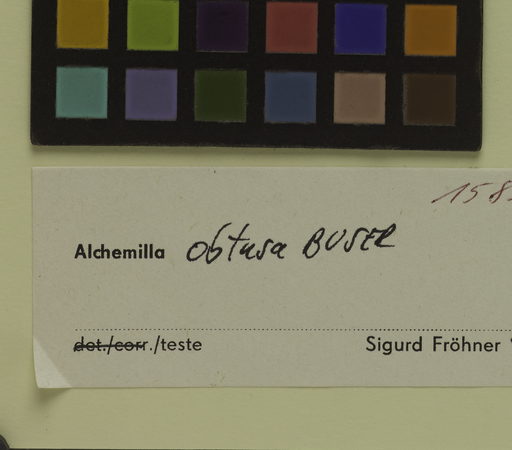 158
Alchemilla obtusa BUSER
det./corr./teste Sigurd Fröhner